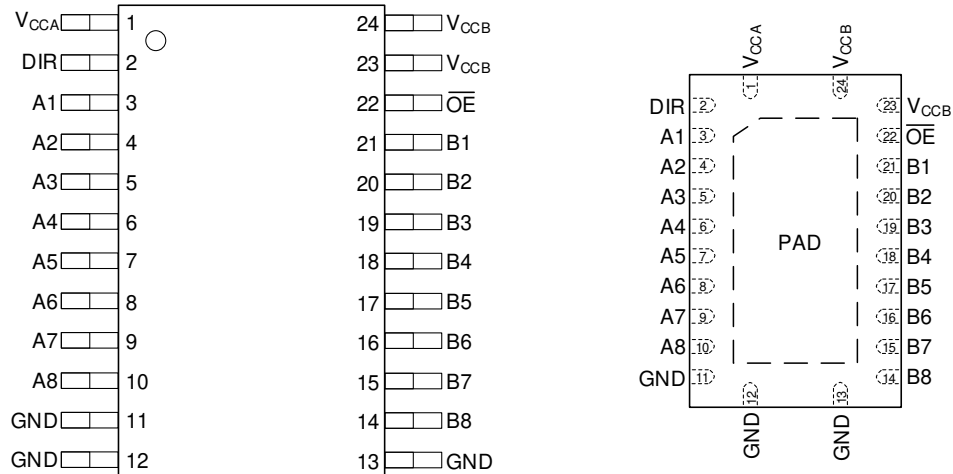 VCCA 1 24 VCCB
DIR 2 23 VCCB
A1 3 22 O̅E̅
A2 4 21 B1
A3 5 20 B2
A4 6 19 B3
A5 7 18 B4
A6 8 17 B5
A7 9 16 B6
A8 10 15 B7
GND 11 14 B8
GND 12 13 GND
VCCA VCCB
1 24
DIR 2 23 VCCB
A1 3 22 O̅E̅
A2 4 21 B1
A3 5 20 B2
A4 6 19 B3
A5 7 18 B4
A6 8 17 B5
A7 9 16 B6
A8 10 15 B7
GND 11 14 B8
PAD
12 13
GND GND